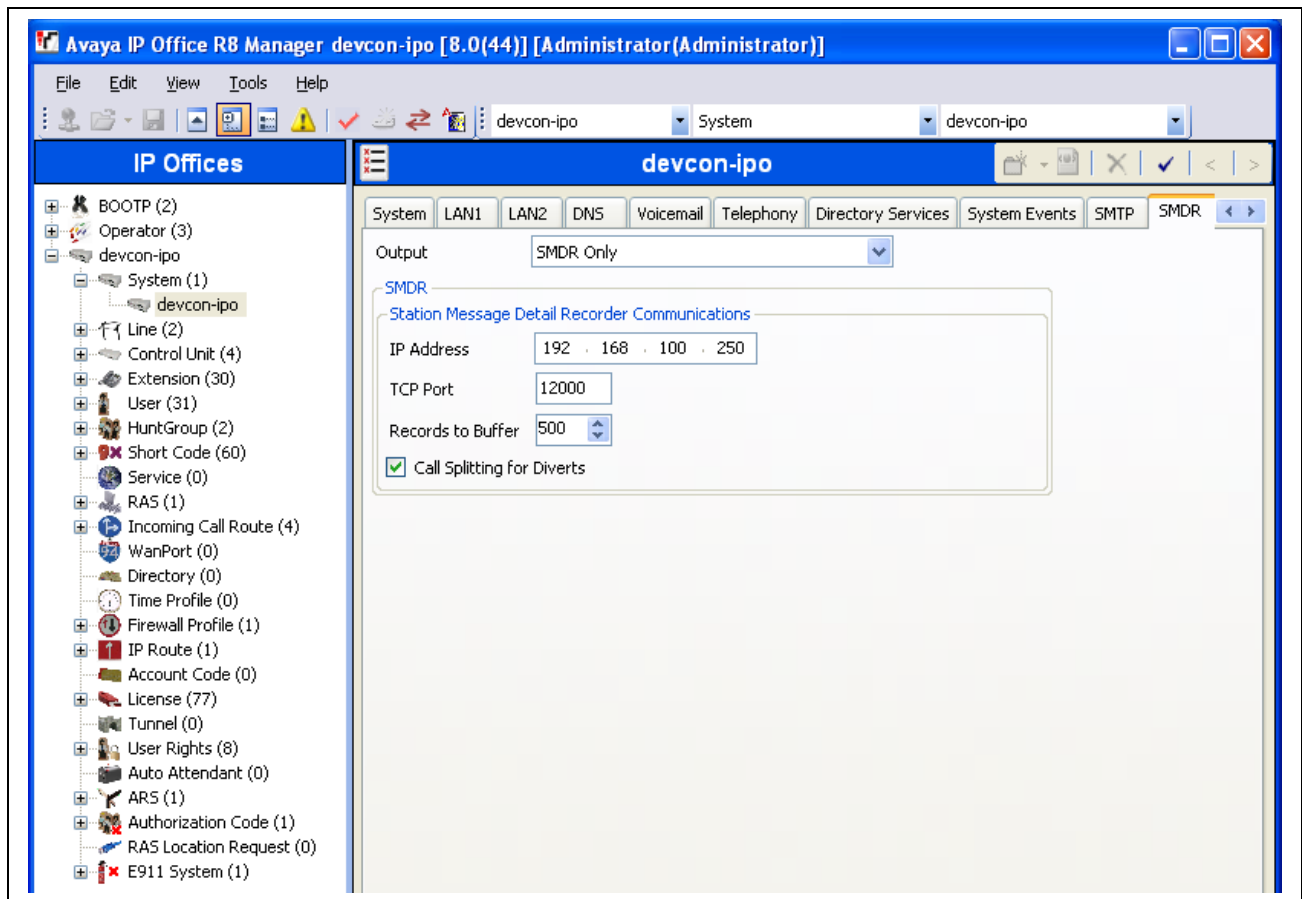 Avaya IP Office R8 Manager devcon-ipo [8.0(44)] [Administrator(Administrator)]
File Edit View Tools Help
devcon-ipo System devcon-ipo
IP Offices
BOOTP (2)
Operator (3)
devcon-ipo
System (1)
devcon-ipo
Line (2)
Control Unit (4)
Extension (30)
User (31)
HuntGroup (2)
Short Code (60)
Service (0)
RAS (1)
Incoming Call Route (4)
WanPort (0)
Directory (0)
Time Profile (0)
Firewall Profile (1)
IP Route (1)
Account Code (0)
License (77)
Tunnel (0)
User Rights (8)
Auto Attendant (0)
ARS (1)
Authorization Code (1)
RAS Location Request (0)
E911 System (1)
devcon-ipo
System LAN1 LAN2 DNS Voicemail Telephony Directory Services System Events SMTP SMDR
Output SMDR Only
SMDR
Station Message Detail Recorder Communications
IP Address 192 . 168 . 100 . 250
TCP Port 12000
Records to Buffer 500
Call Splitting for Diverts